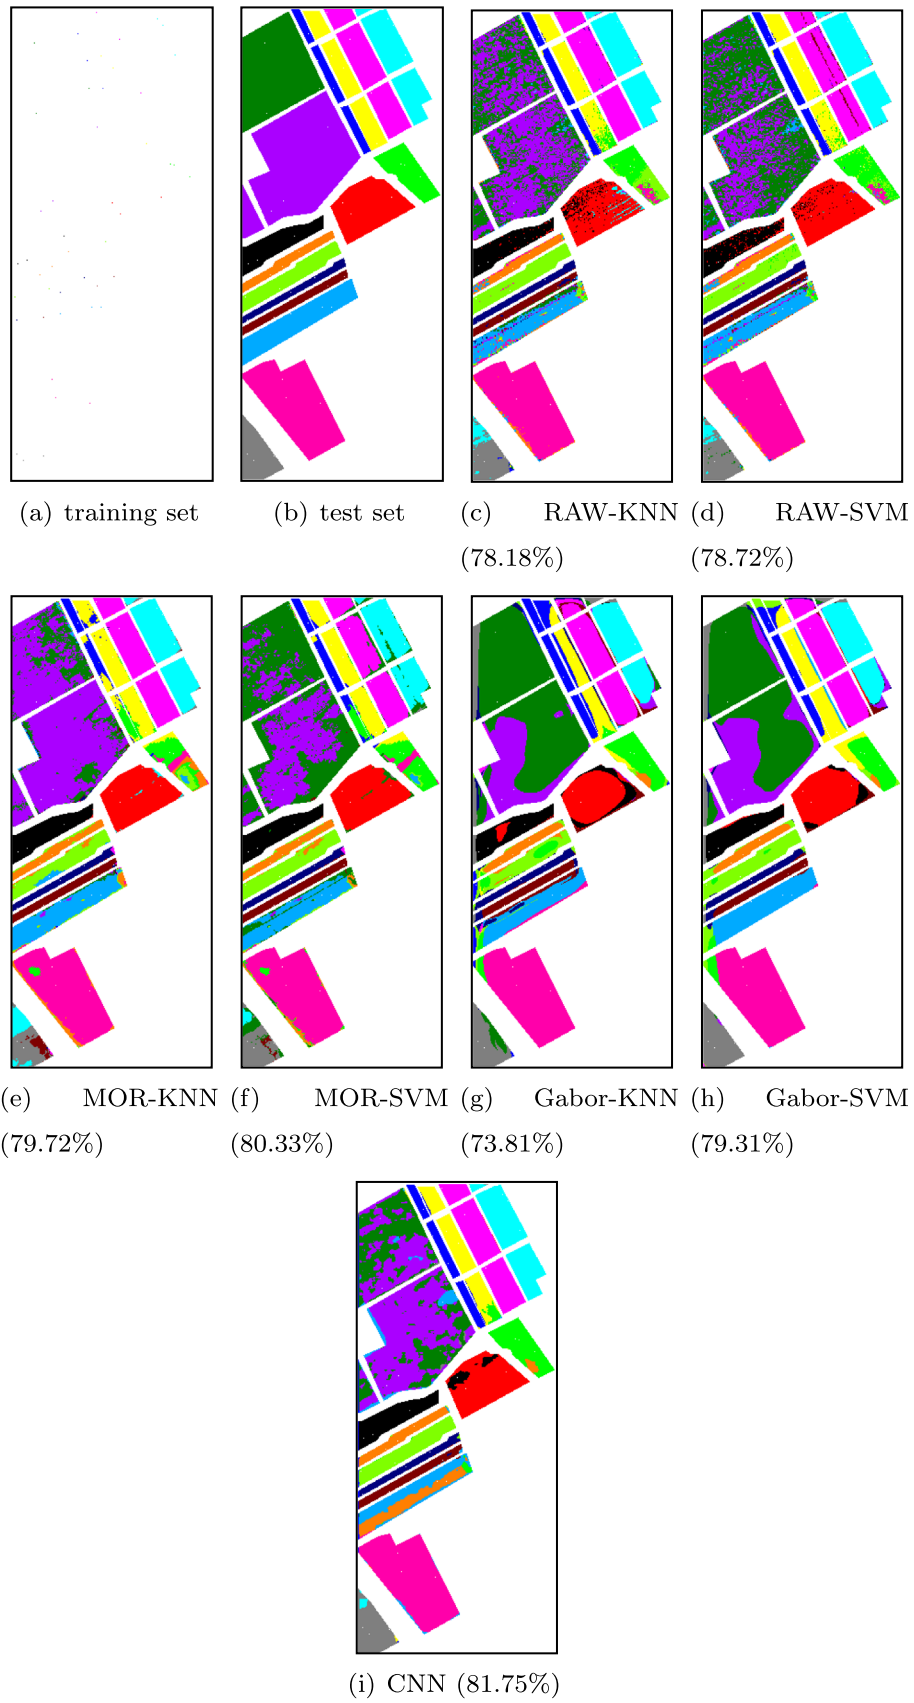 (a) training set
(b) test set
(c) RAW-KNN
(78.18%)
(d) RAW-SVM
(78.72%)
(e) MOR-KNN
(79.72%)
(f) MOR-SVM
(80.33%)
(g) Gabor-KNN
(73.81%)
(h) Gabor-SVM
(79.31%)
(i) CNN (81.75%)